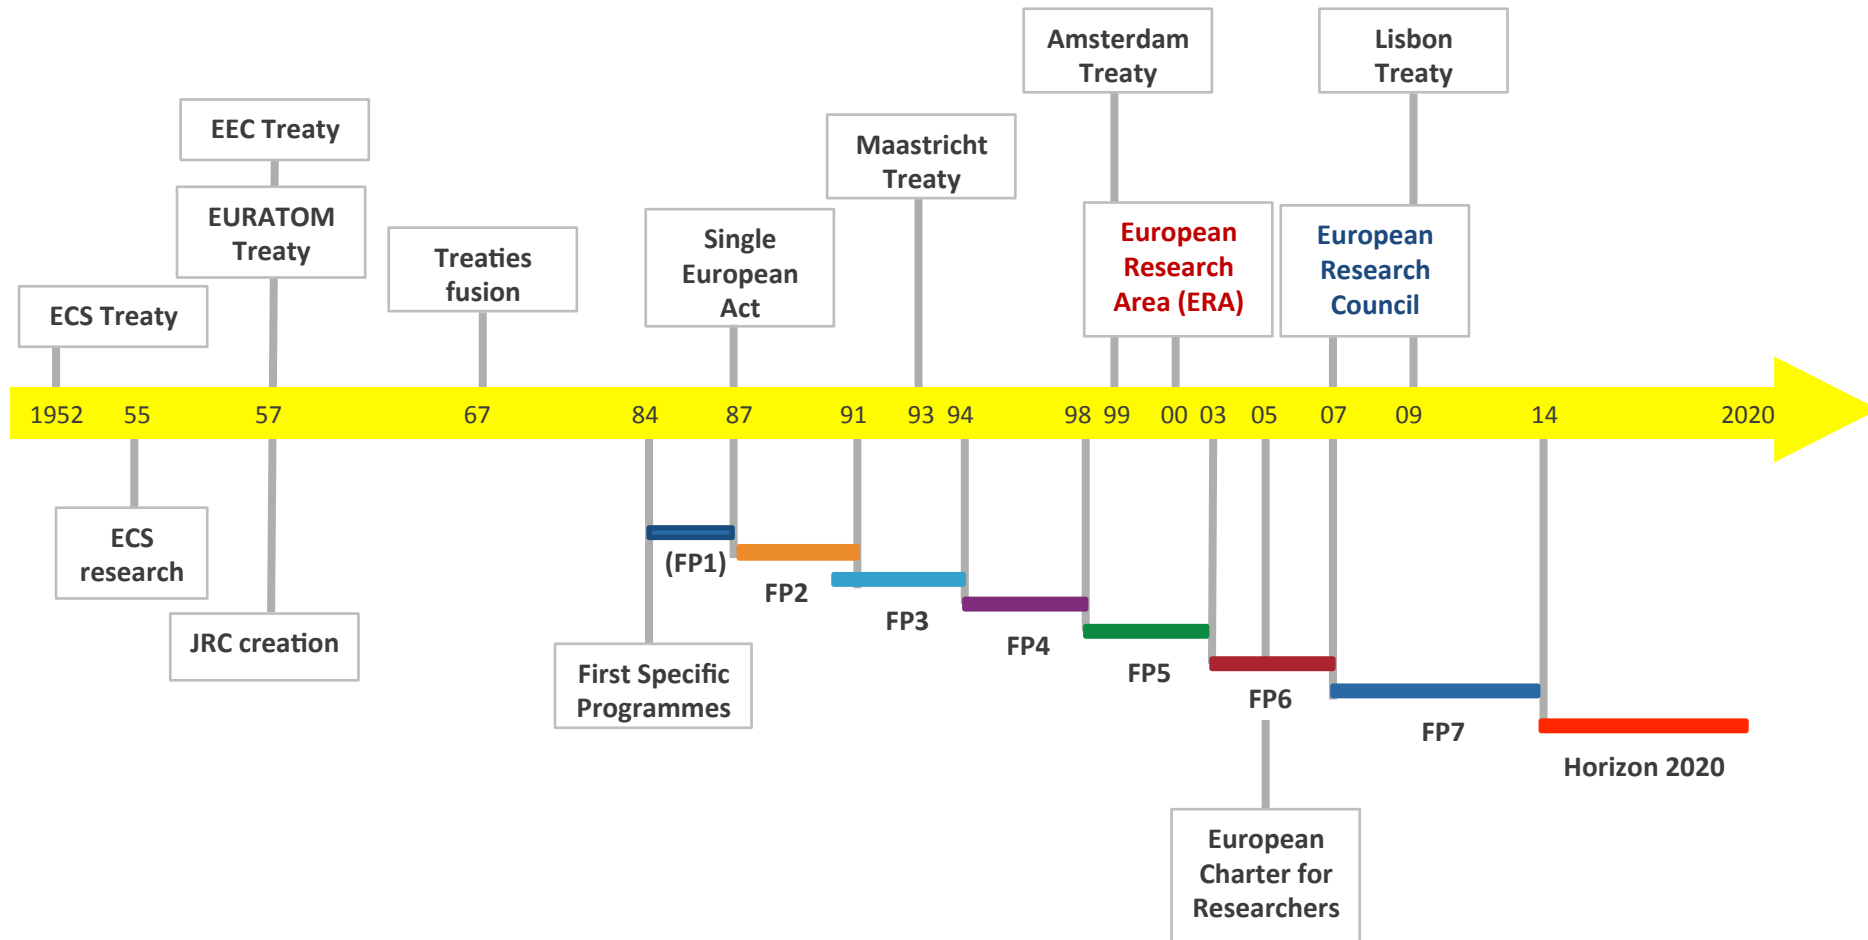 Amsterdam
Treaty
Lisbon
Treaty
EEC Treaty
Maastricht
Treaty
EURATOM
Treaty
Treaties
fusion
Single
European
Act
European
Research
Area (ERA)
European
Research
Council
ECS Treaty
1952 55 57 67 84 87 91 93 94 98 99 00 03 05 07 09 14 2020
ECS
research
JRC creation
First Specific
Programmes
(FP1)
FP2
FP3
FP4
FP5
FP6
FP7
Horizon 2020
European
Charter for
Researchers